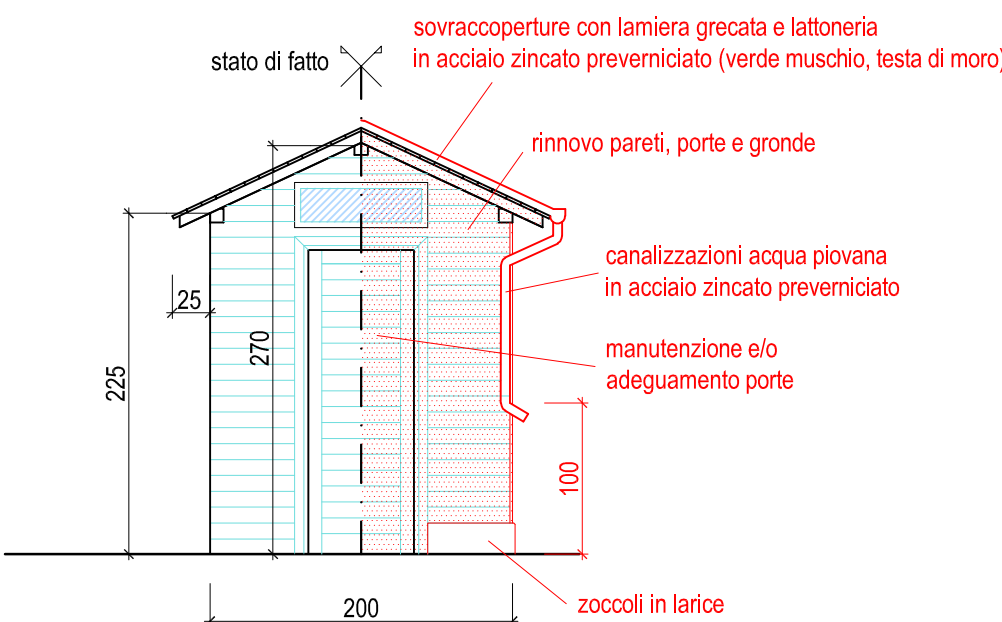 sovraccoperture con lamiera grecata e lattoneria
in acciaio zincato preverniciato (verde muschio, testa di moro)
stato di fatto
rinnovo pareti, porte e gronde
canalizzazioni acqua piovana
in acciaio zincato preverniciato
25
270
225
manutenzione e/o
adeguamento porte
100
200
zoccoli in larice